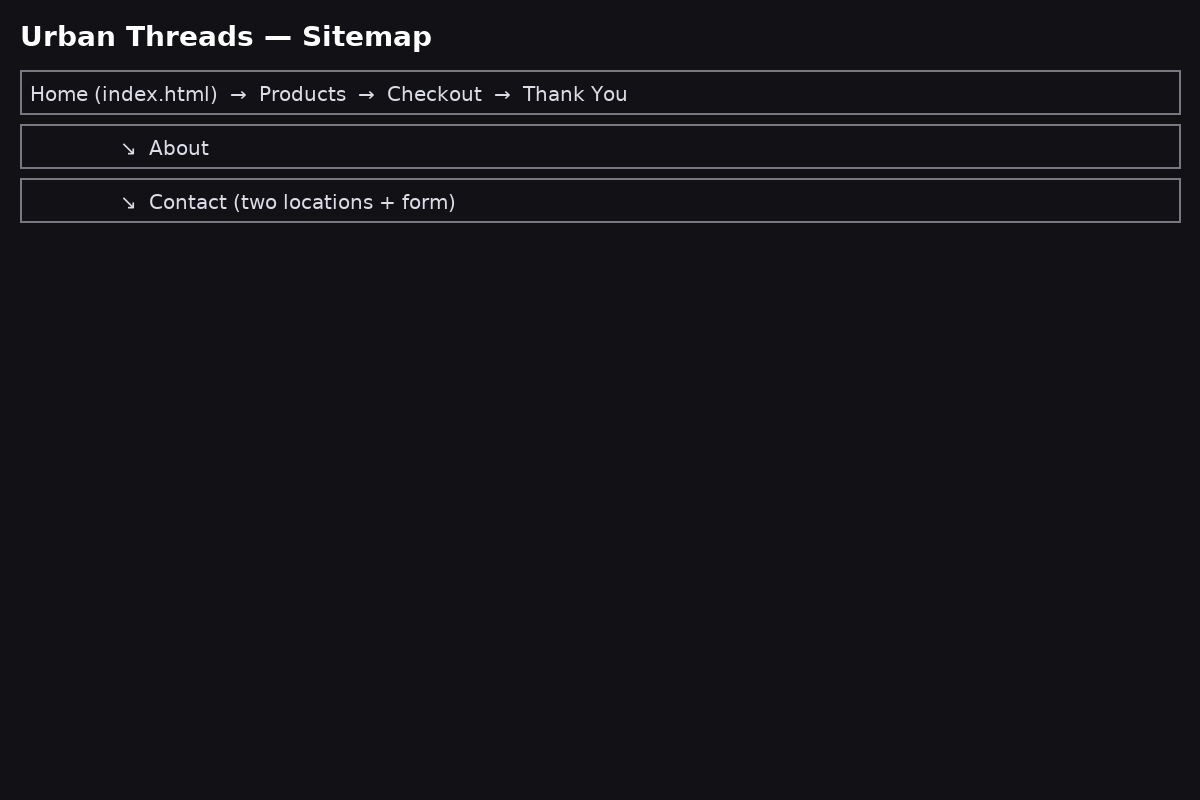 Urban Threads — Sitemap
Home (index.html) → Products → Checkout → Thank You
↘ About
↘ Contact (two locations + form)